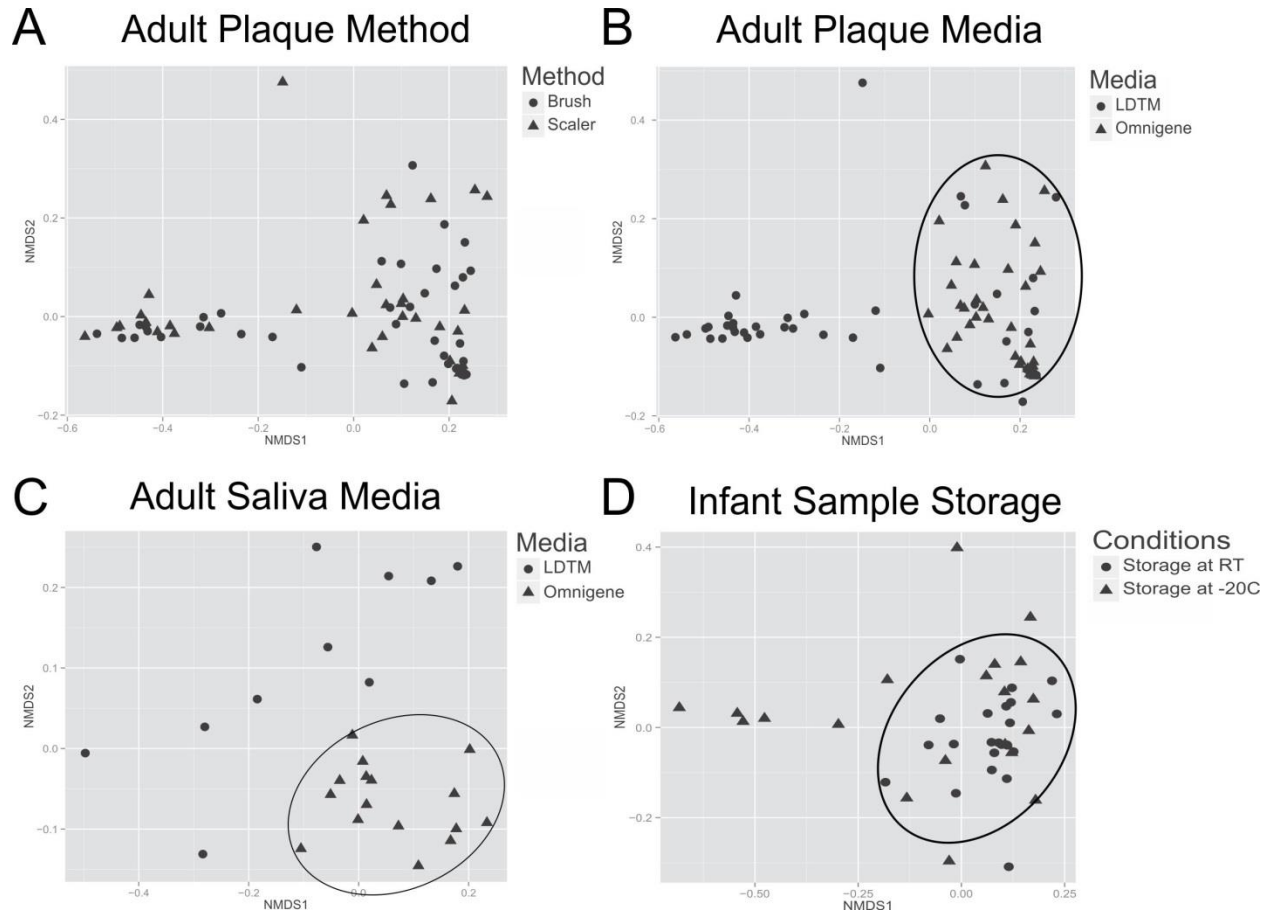 A Adult Plaque Method
Method
Brush
Scaler
0.4
0.2
0.0
−0.2
NMDS2
−0.6
−0.4
−0.2
0.0
0.2
NMDS1
B Adult Plaque Media
Media
LDTM
Omnigene
0.4
0.2
0.0
−0.2
NMDS2
−0.6
−0.4
−0.2
0.0
0.2
NMDS1
C Adult Saliva Media
Media
LDTM
Omnigene
0.2
0.1
0.0
−0.1
NMDS2
−0.4
−0.2
0.0
0.2
NMDS1
D Infant Sample Storage
Conditions
Storage at RT
Storage at -20C
0.4
0.2
0.0
−0.2
NMDS2
−0.50
−0.25
0.00
0.25
NMDS1